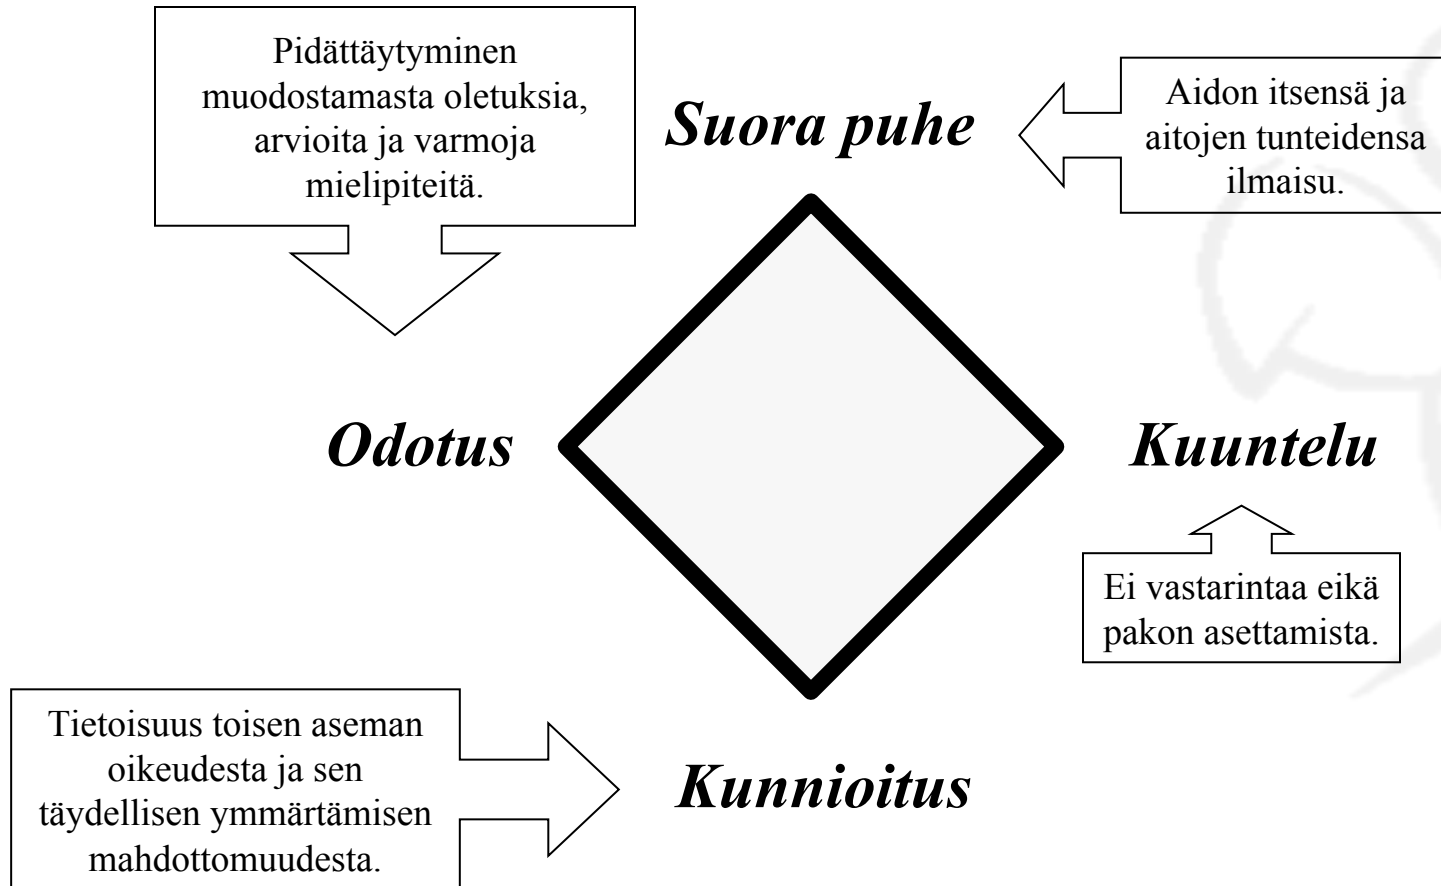 Pidättäytyminen
muodostamasta oletuksia,
arvioita ja varmoja
mielipiteitä.
Suora puhe
Aidon itsensä ja
aitojen tunteidensa
ilmaisu.
Odotus
Kuuntelu
Ei vastarintaa eikä
pakon asettamista.
Tietoisuus toisen aseman
oikeudesta ja sen
täydellisen ymmärtämisen
mahdottomuudesta.
Kunnioitus